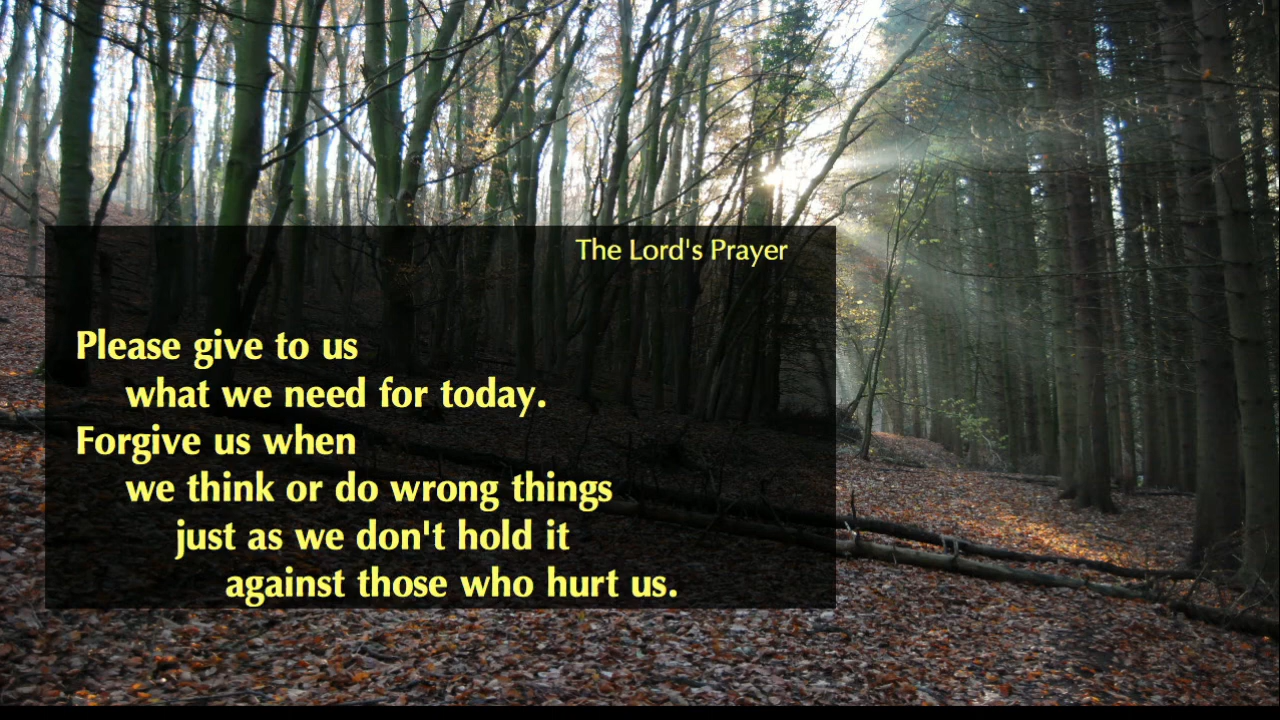 The Lord's Prayer
Please give to us
what we need for today.
Forgive us when
we think or do wrong things
just as we don't hold it
against those who hurt us.